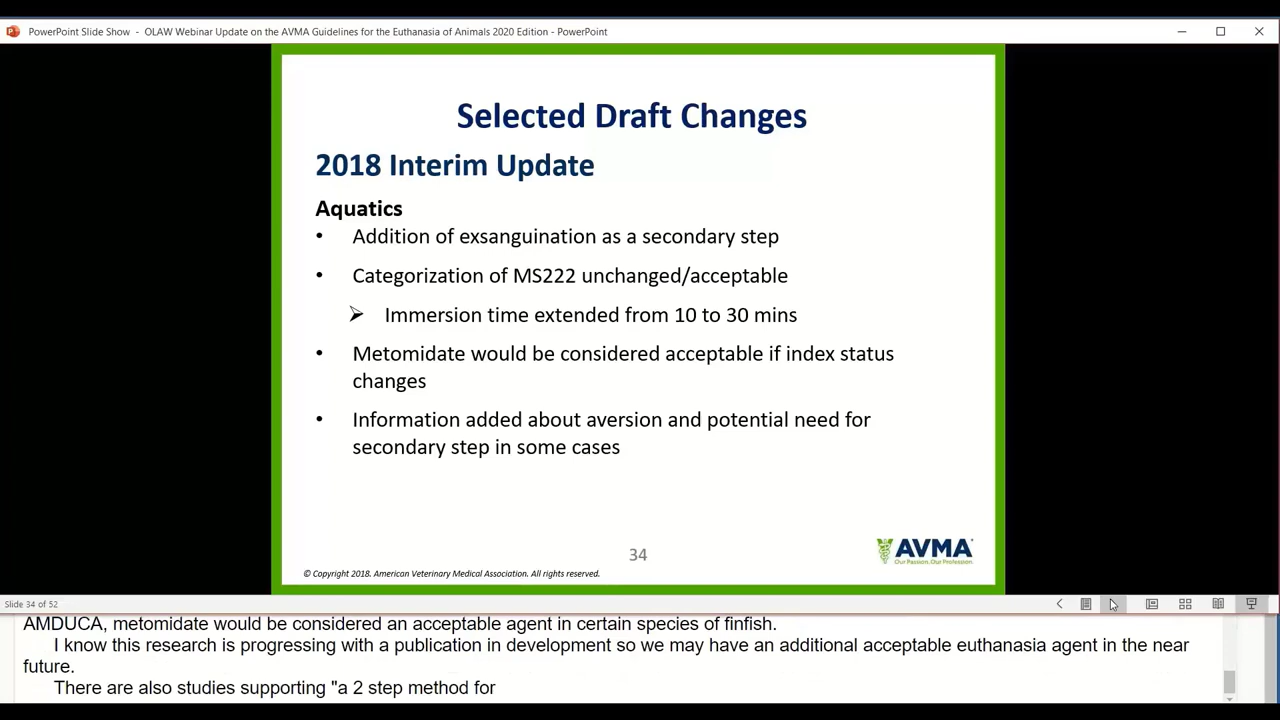 PowerPoint Slide Show - OLAW Webinar Update on the AVMA Guidelines for the Euthanasia of Animals 2020 Edition - PowerPoint
Selected Draft Changes
2018 Interim Update
Aquatics
• Addition of exsanguination as a secondary step
• Categorization of MS222 unchanged/acceptable
➢ Immersion time extended from 10 to 30 mins
• Metomidate would be considered acceptable if index status
changes
• Information added about aversion and potential need for
secondary step in some cases
34
AVMA
Our Passion. Our Profession.
© Copyright 2018. American Veterinary Medical Association. All rights reserved.
Slide 34 of 52
AMDUCA, metomidate would be considered an acceptable agent in certain species of finfish.
I know this research is progressing with a publication in development so we may have an additional acceptable euthanasia agent in the near
future.
There are also studies supporting "a 2 step method for